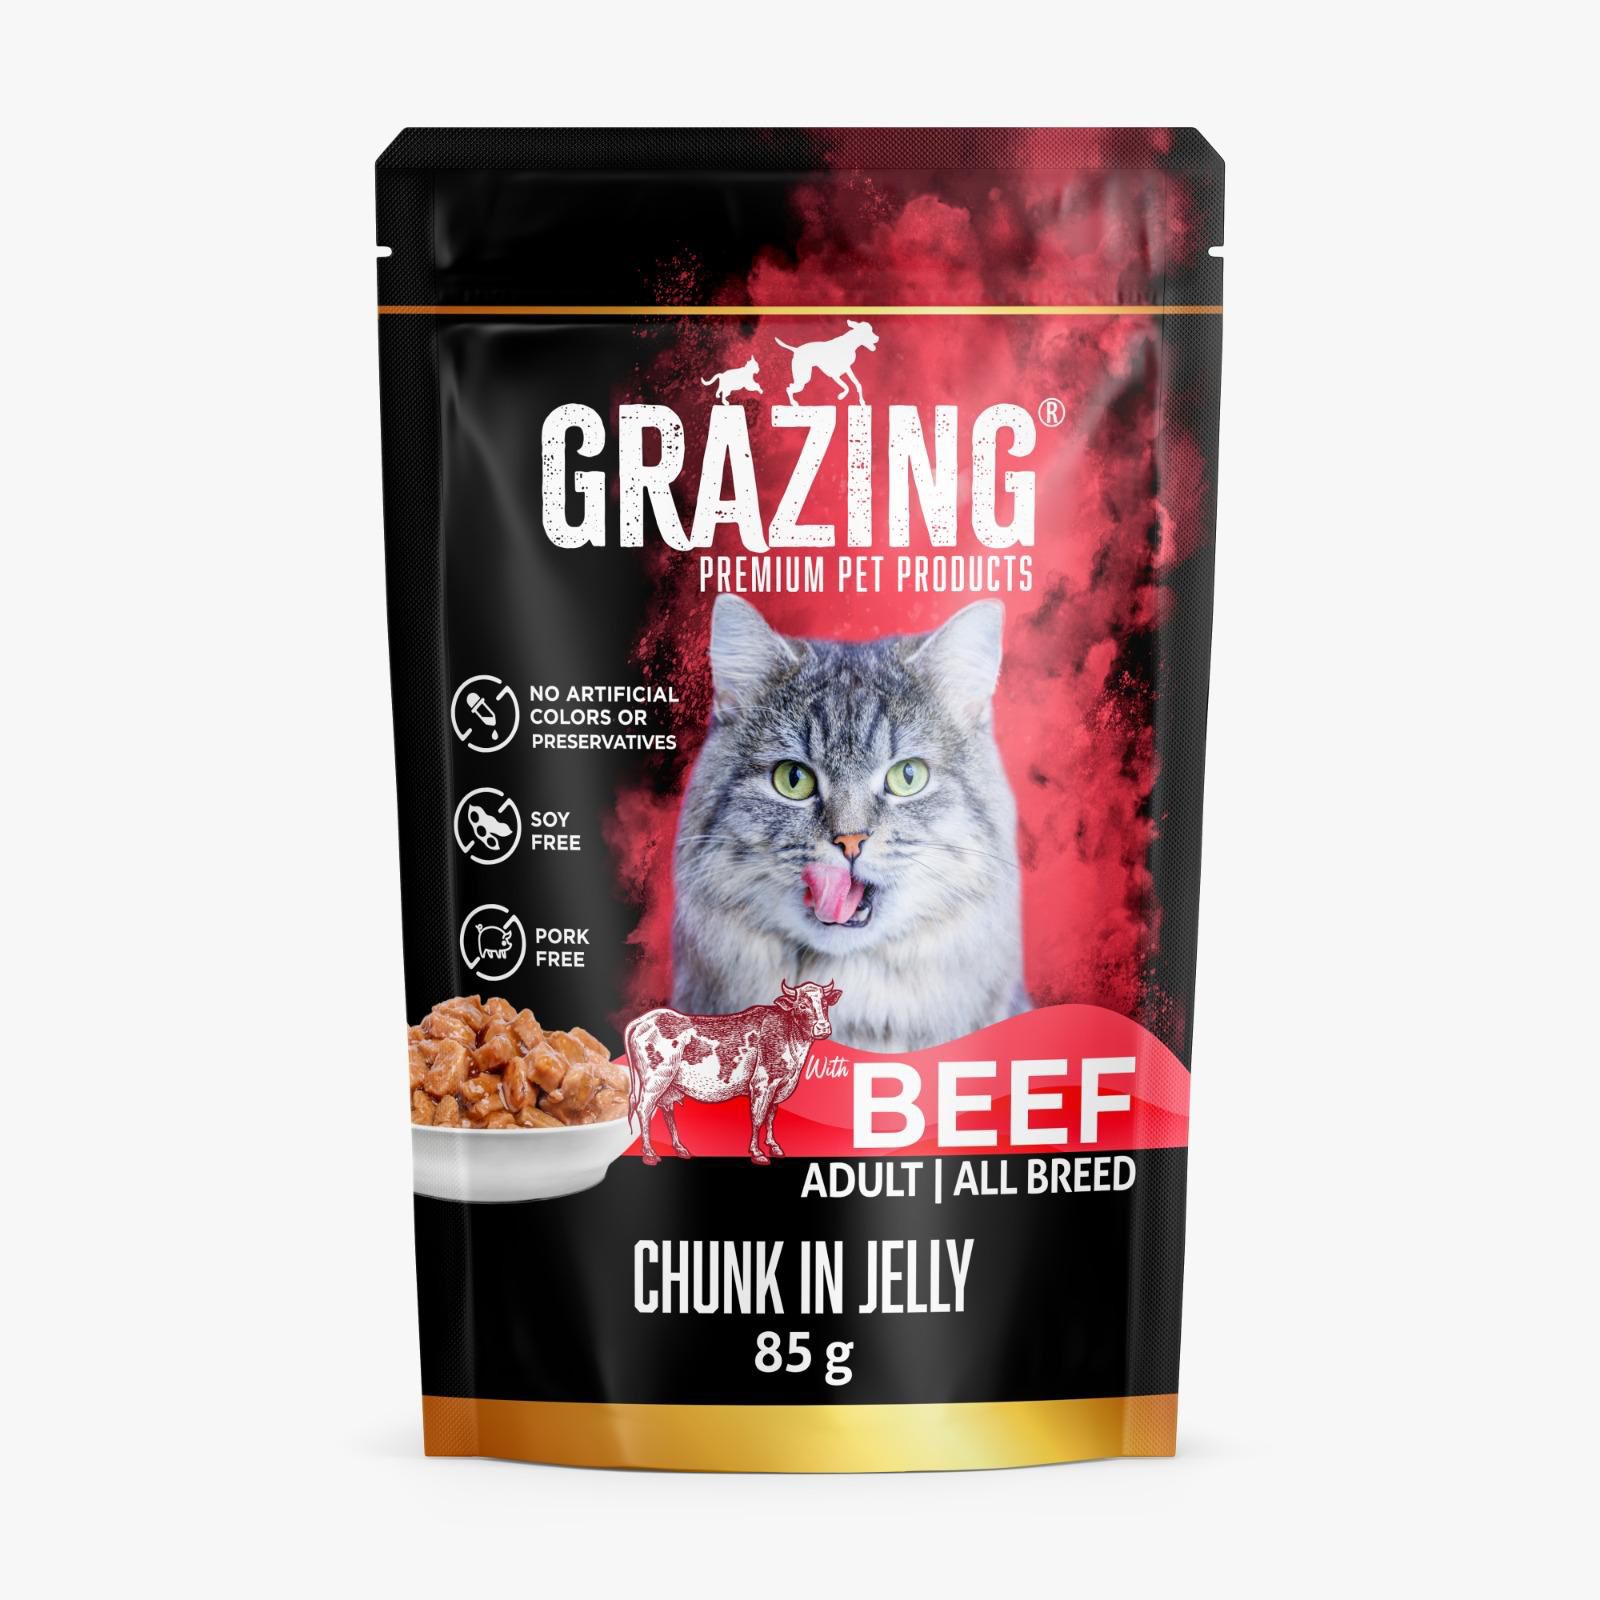 GRAZING®
PREMIUM PET PRODUCTS
NO ARTIFICIAL
COLORS OR
PRESERVATIVES
SOY
FREE
PORK
FREE
With BEEF
ADULT | ALL BREED
CHUNK IN JELLY
85 g